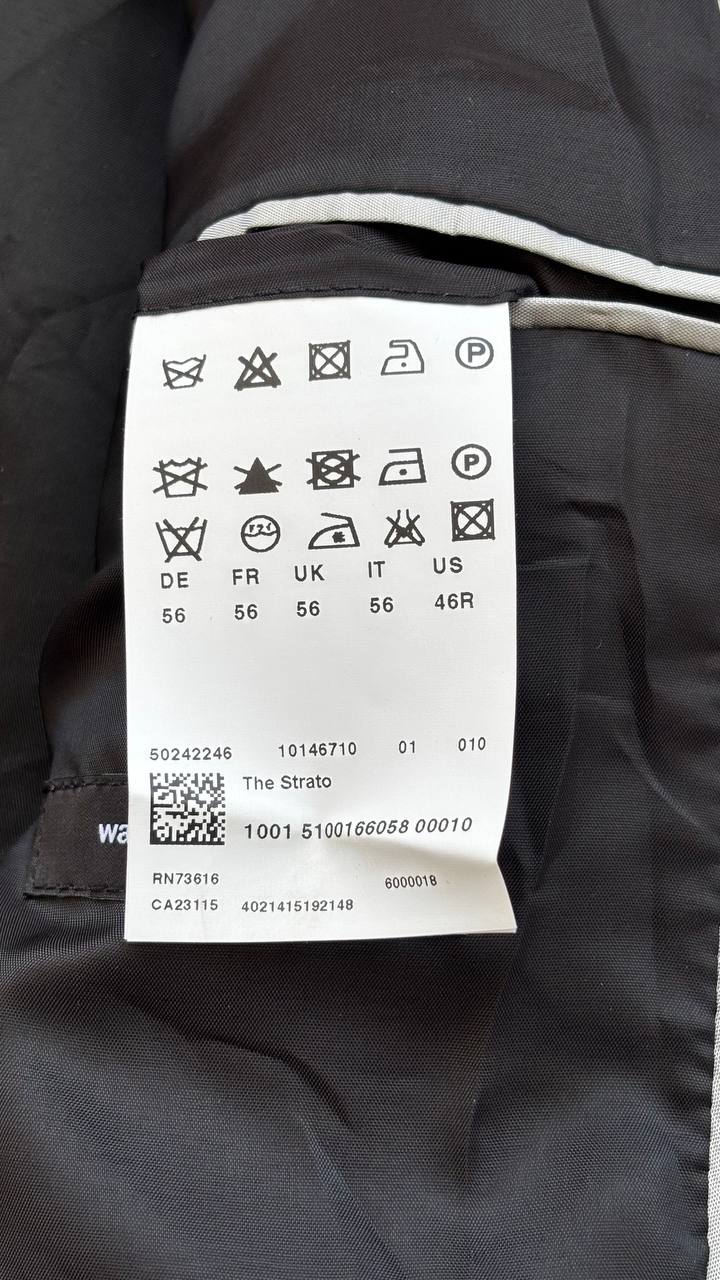 P
P
DE FR UK IT US
56 56 56 56 46R
50242246 10146710 01 010
The Strato
1001 5100166058 00010
RN73616 6000018
CA23115 4021415192148